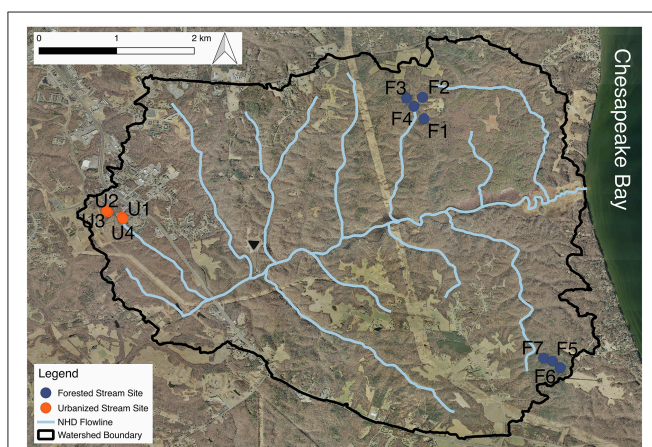 0 1 2 km
Chesapeake Bay
F3 F2
F4
F1
U2
U1
U3
U4
F7 F5
F6
Legend
Forested Stream Site
Urbanized Stream Site
NHD Flowline
Watershed Boundary